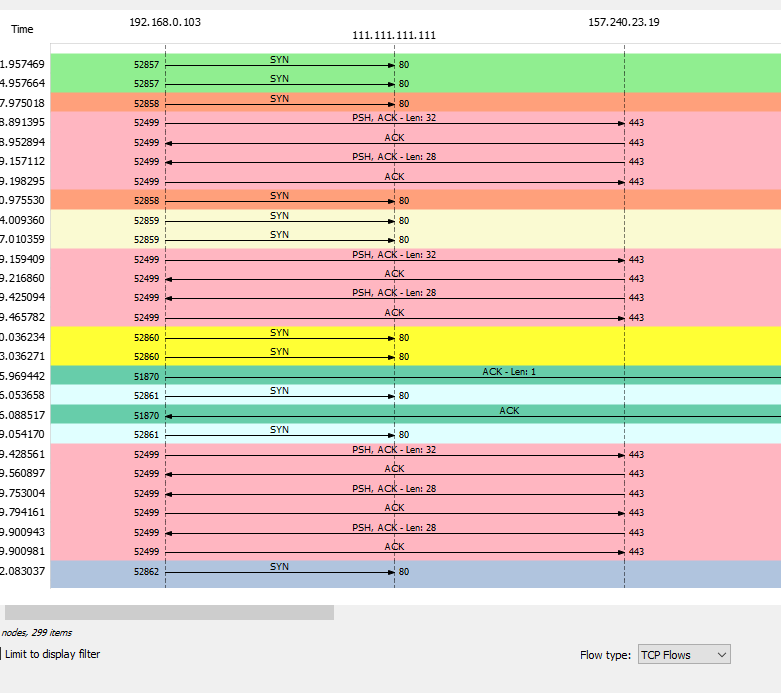 192.168.0.103 157.240.23.19
Time 111.111.111.111
1.957469 52857 SYN 80
4.957664 52857 SYN 80
7.975018 52858 SYN 80
8.891395 52499 PSH, ACK - Len: 32 443
8.952894 52499 ACK 443
9.157112 52499 PSH, ACK - Len: 28 443
9.198295 52499 ACK 443
0.975530 52858 SYN 80
4.009360 52859 SYN 80
7.010359 52859 SYN 80
9.159409 52499 PSH, ACK - Len: 32 443
9.216860 52499 ACK 443
9.425094 52499 PSH, ACK - Len: 28 443
9.465782 52499 ACK 443
0.036234 52860 SYN 80
3.036271 52860 SYN 80
5.969442 51870 ACK - Len: 1
6.053658 52861 SYN 80
6.088517 51870 ACK
9.054170 52861 SYN 80
9.428561 52499 PSH, ACK - Len: 32 443
9.560897 52499 ACK 443
9.753004 52499 PSH, ACK - Len: 28 443
9.794161 52499 ACK 443
9.900943 52499 PSH, ACK - Len: 28 443
9.900981 52499 ACK 443
2.083037 52862 SYN 80
nodes, 299 items
Limit to display filter Flow type: TCP Flows